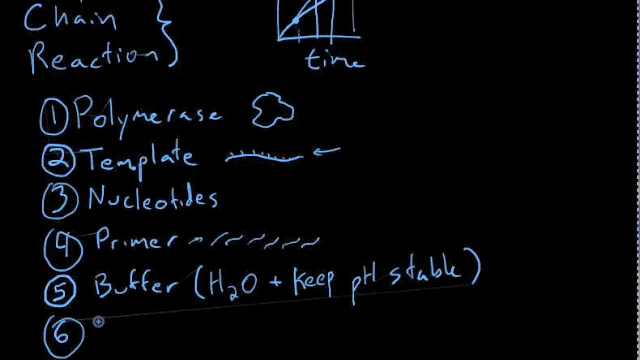 Chain
Reaction
time
1 Polymerase
2 Template
3 Nucleotides
4 Primer
5 Buffer (H₂O + Keep pH stable)
6